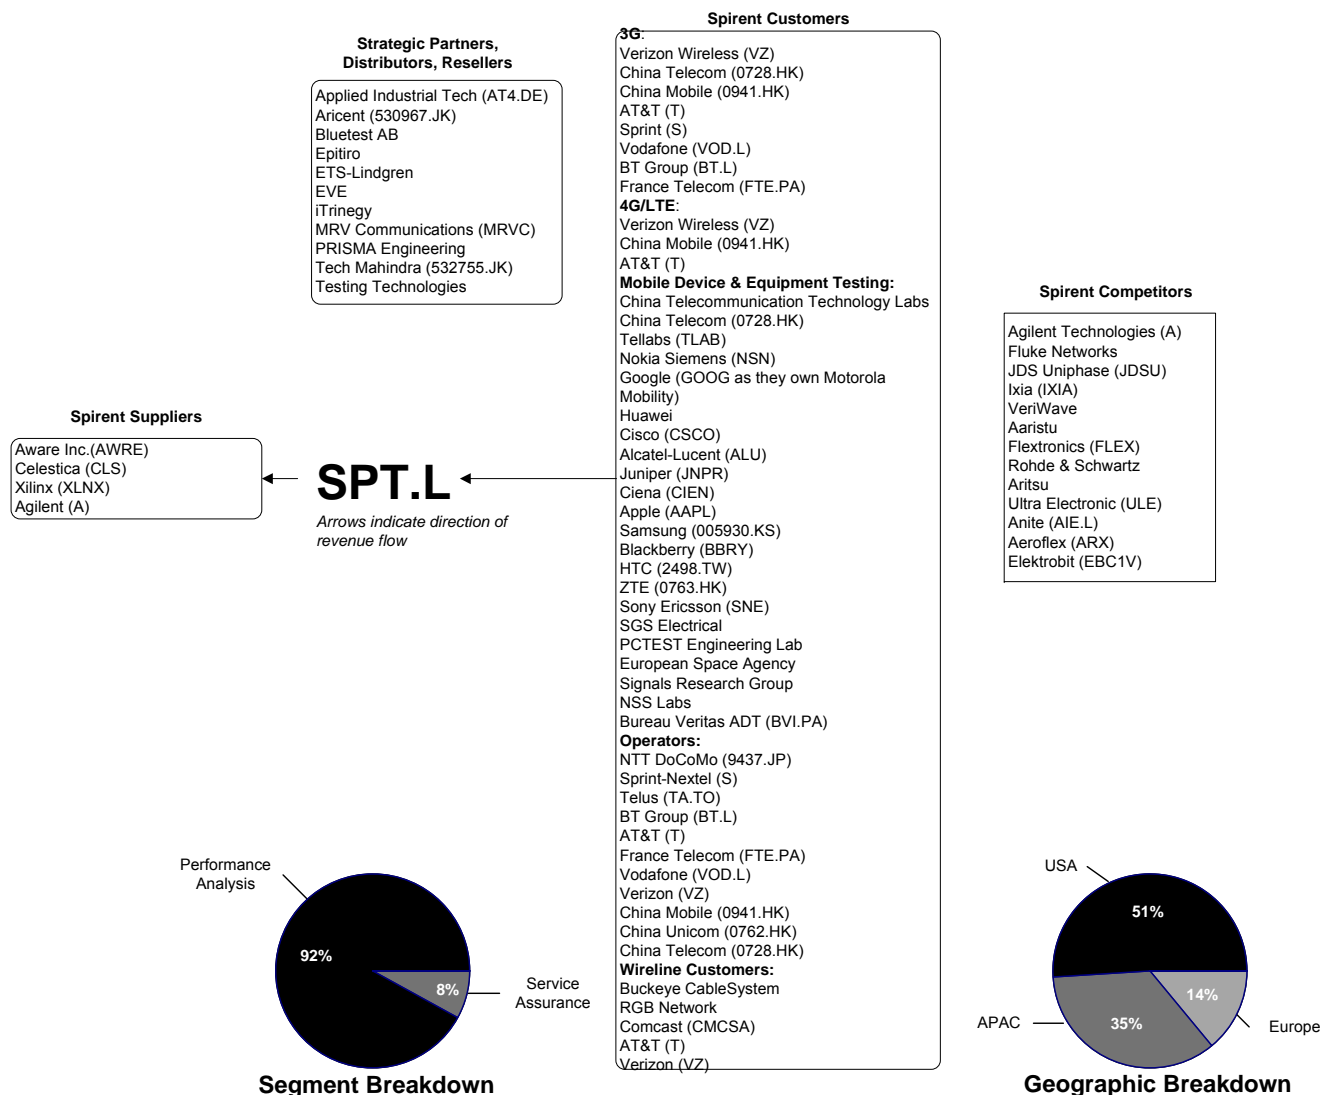 Spirent Customers
Strategic Partners,
Distributors, Resellers
Applied Industrial Tech (AT4.DE)
Aricent (530967.JK)
Bluetest AB
Epitiro
ETS-Lindgren
EVE
iTrinegy
MRV Communications (MRVC)
PRISMA Engineering
Tech Mahindra (532755.JK)
Testing Technologies
3G:
Verizon Wireless (VZ)
China Telecom (0728.HK)
China Mobile (0941.HK)
AT&T (T)
Sprint (S)
Vodafone (VOD.L)
BT Group (BT.L)
France Telecom (FTE.PA)
4G/LTE:
Verizon Wireless (VZ)
China Mobile (0941.HK)
AT&T (T)
Mobile Device & Equipment Testing:
China Telecommunication Technology Labs
China Telecom (0728.HK)
Tellabs (TLAB)
Nokia Siemens (NSN)
Google (GOOG as they own Motorola
Mobility)
Huawei
Cisco (CSCO)
Alcatel-Lucent (ALU)
Juniper (JNPR)
Ciena (CIEN)
Apple (AAPL)
Samsung (005930.KS)
Blackberry (BBRY)
HTC (2498.TW)
ZTE (0763.HK)
Sony Ericsson (SNE)
SGS Electrical
PCTEST Engineering Lab
European Space Agency
Signals Research Group
NSS Labs
Bureau Veritas ADT (BVI.PA)
Operators:
NTT DoCoMo (9437.JP)
Sprint-Nextel (S)
Telus (TA.TO)
BT Group (BT.L)
AT&T (T)
France Telecom (FTE.PA)
Vodafone (VOD.L)
Verizon (VZ)
China Mobile (0941.HK)
China Unicom (0762.HK)
China Telecom (0728.HK)
Wireline Customers:
Buckeye CableSystem
RGB Network
Comcast (CMCSA)
AT&T (T)
Verizon (VZ)
Spirent Competitors
Agilent Technologies (A)
Fluke Networks
JDS Uniphase (JDSU)
Ixia (IXIA)
VeriWave
Aaristu
Flextronics (FLEX)
Rohde & Schwartz
Aritsu
Ultra Electronic (ULE)
Anite (AIE.L)
Aeroflex (ARX)
Elektrobit (EBC1V)
Spirent Suppliers
Aware Inc.(AWRE)
Celestica (CLS)
Xilinx (XLNX)
Agilent (A)
SPT.L
Arrows indicate direction of
revenue flow
Performance
Analysis
92%
8%
Service
Assurance
Segment Breakdown
USA
51%
14%
35%
APAC
Europe
Geographic Breakdown